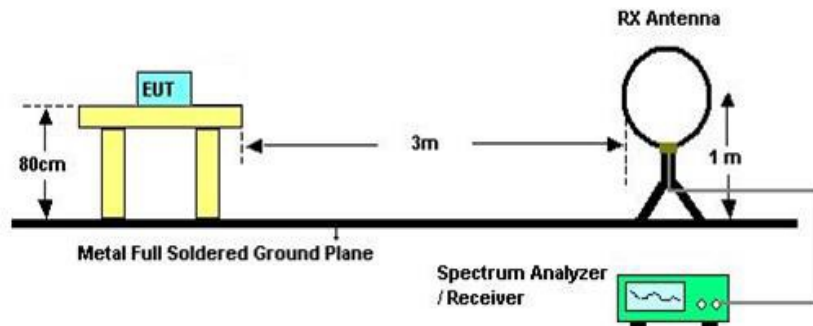 RX Antenna
EUT
3m
80cm
1 m
Metal Full Soldered Ground Plane
Spectrum Analyzer
/ Receiver